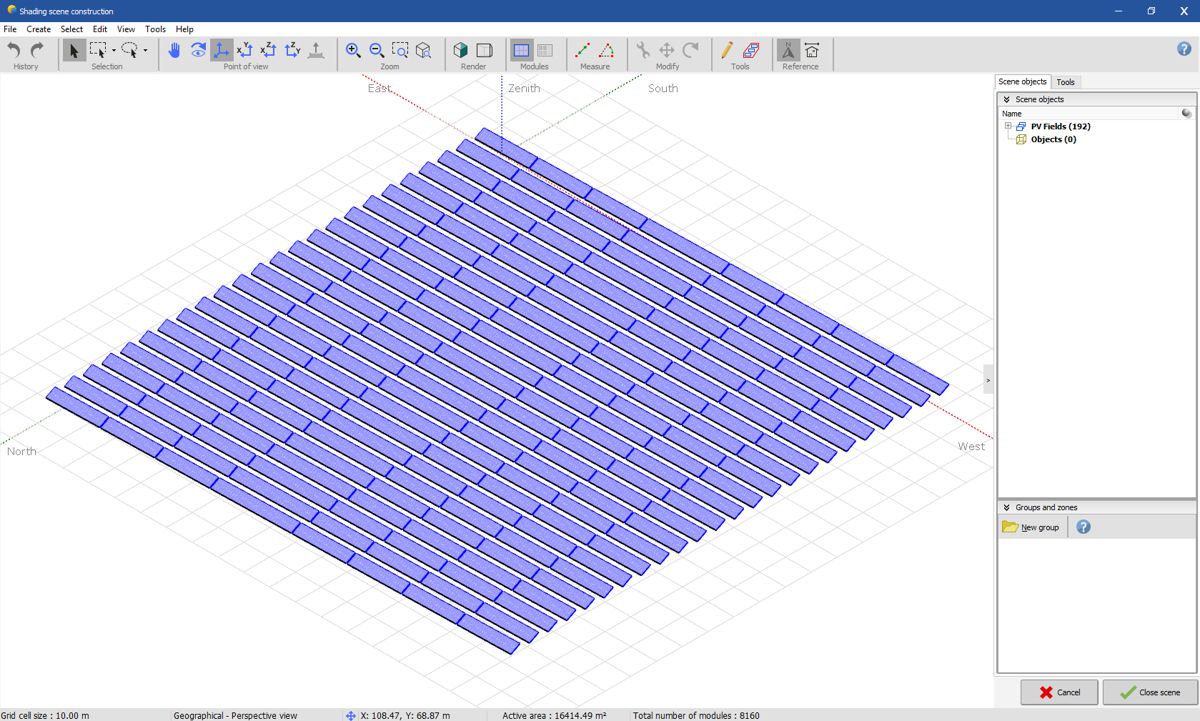 Shading scene construction
File Create Select Edit View Tools Help
History Selection Point of view Zoom Render Modules Measure Modify Tools Reference
East Zenith South
North
West
Scene objects Tools
Scene objects
Name
PV Fields (192)
Objects (0)
Groups and zones
New group
Cancel Close scene
Grid cell size : 10.00 m Geographical - Perspective view X: 108.47, Y: 68.87 m Active area : 16414.49 m² Total number of modules : 8160